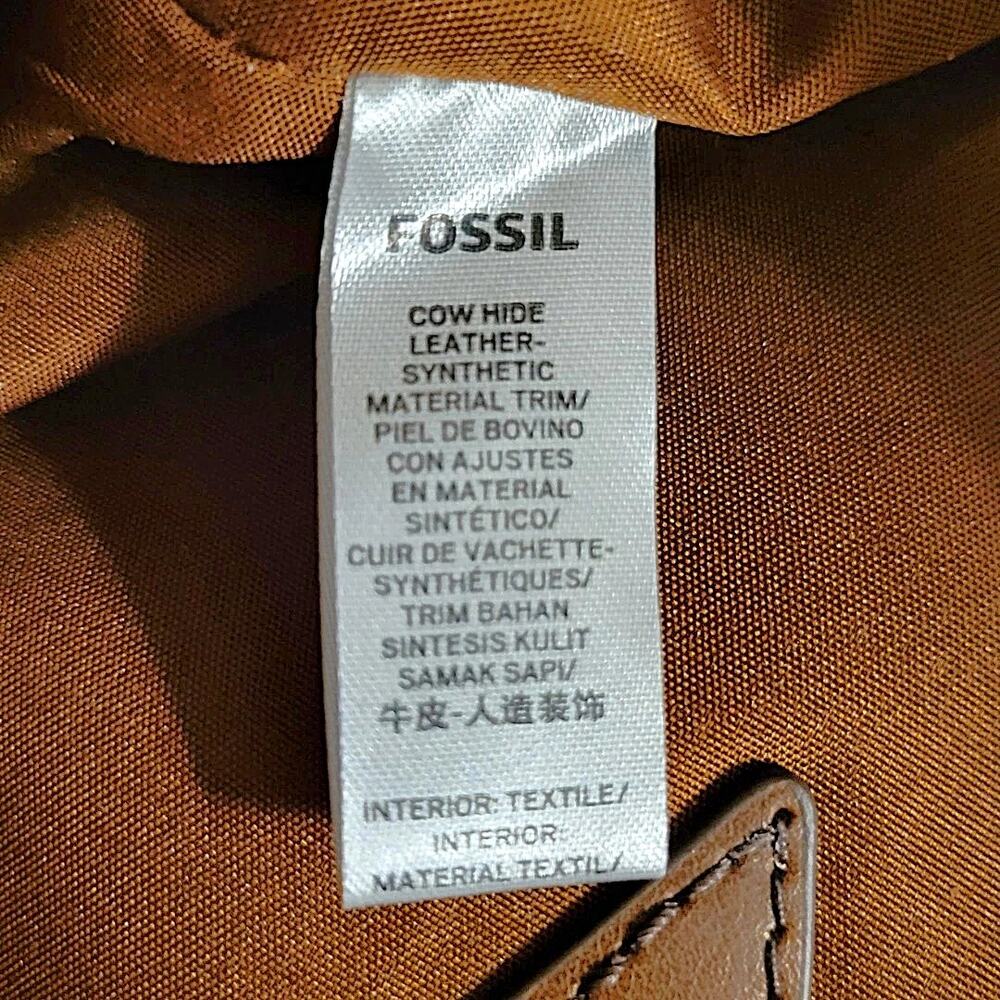 FOSSIL
COW HIDE
LEATHER-
SYNTHETIC
MATERIAL TRIM/
PIEL DE BOVINO
CON AJUSTES
EN MATERIAL
SINTÉTICO/
CUIR DE VACHETTE-
SYNTHÉTIQUES/
TRIM BAHAN
SINTESIS KULIT
SAMAK SAPI/
牛皮-人造装饰
INTERIOR: TEXTILE/
INTERIOR:
MATERIAL TEXTIL/